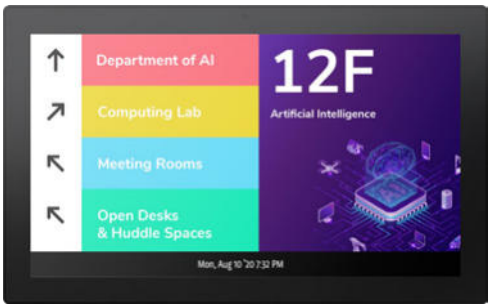 Department of AI
Computing Lab
Meeting Rooms
Open Desks
& Huddle Spaces
12F
Artificial Intelligence
Mon, Aug 10 '20 7:32 PM